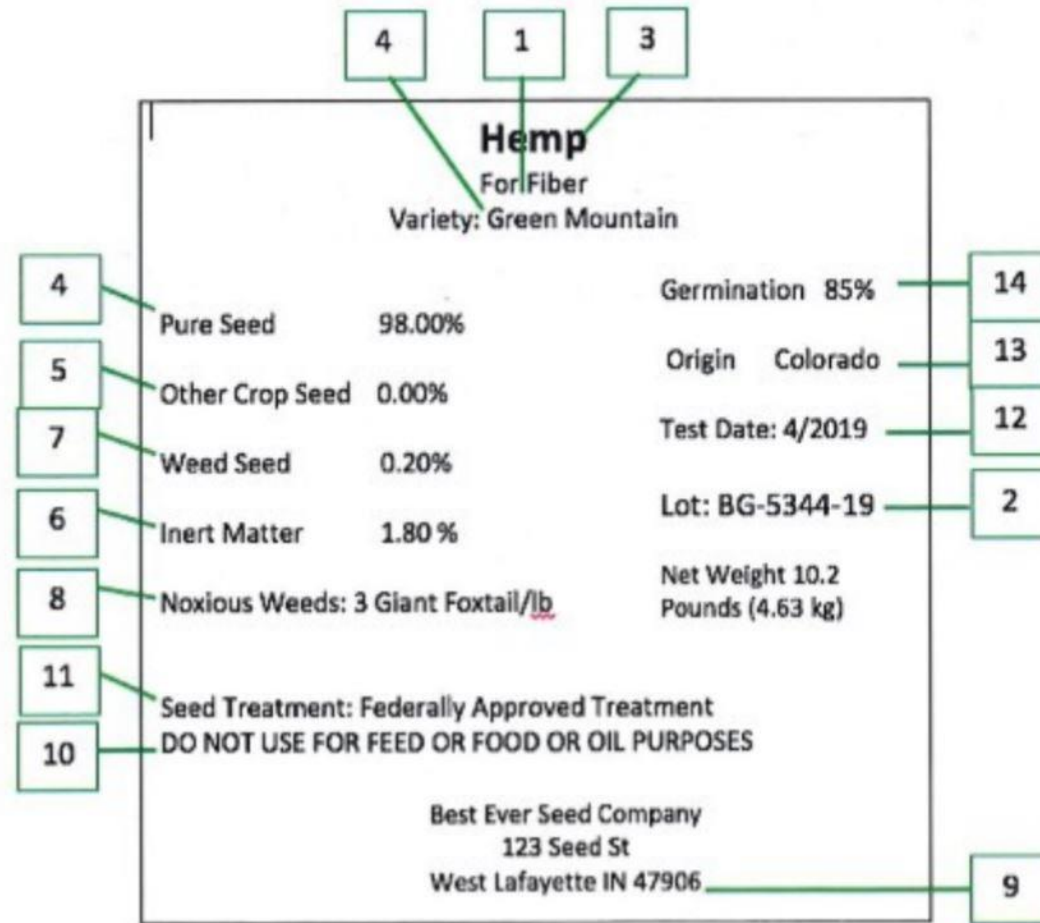 4 1 3
Hemp
For Fiber
Variety: Green Mountain
4 Pure Seed 98.00%
Germination 85% 14
5 Other Crop Seed 0.00%
Origin Colorado 13
7 Weed Seed 0.20%
Test Date: 4/2019 12
6 Inert Matter 1.80 %
Lot: BG-5344-19 2
8 Noxious Weeds: 3 Giant Foxtail/lb
Net Weight 10.2
Pounds (4.63 kg)
11 Seed Treatment: Federally Approved Treatment
10 DO NOT USE FOR FEED OR FOOD OR OIL PURPOSES
Best Ever Seed Company
123 Seed St
West Lafayette IN 47906 9